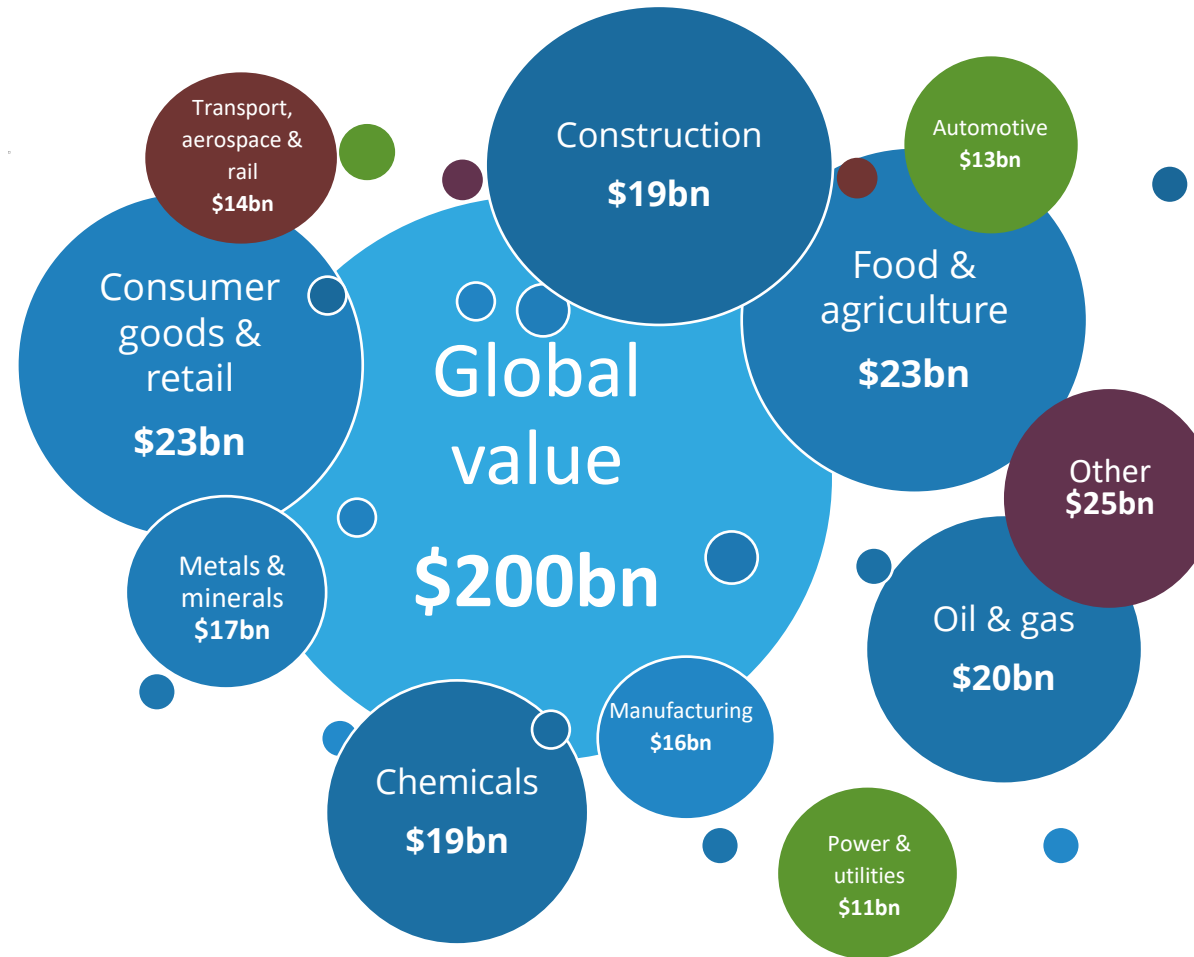 Transport,
aerospace &
rail
$14bn
Construction
$19bn
Automotive
$13bn
Consumer
goods &
retail
$23bn
Food &
agriculture
$23bn
Global
value
$200bn
Other
$25bn
Metals &
minerals
$17bn
Oil & gas
$20bn
Manufacturing
$16bn
Chemicals
$19bn
Power &
utilities
$11bn